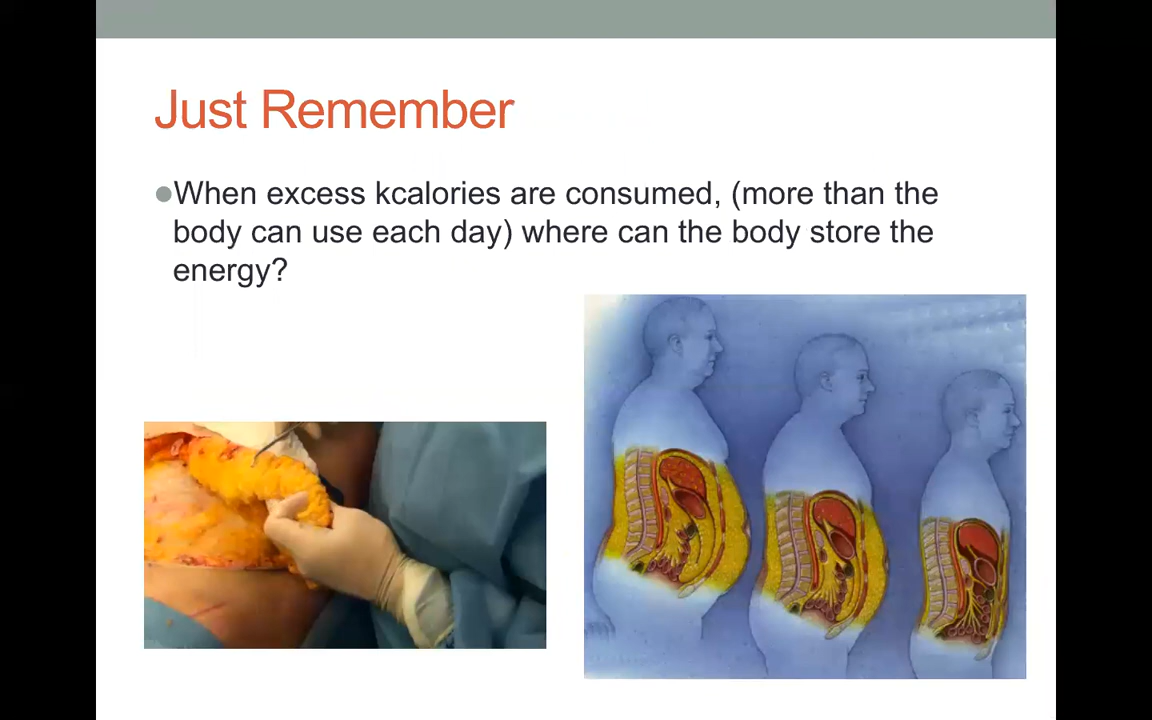 Just Remember
When excess kcalories are consumed, (more than the
body can use each day) where can the body store the
energy?